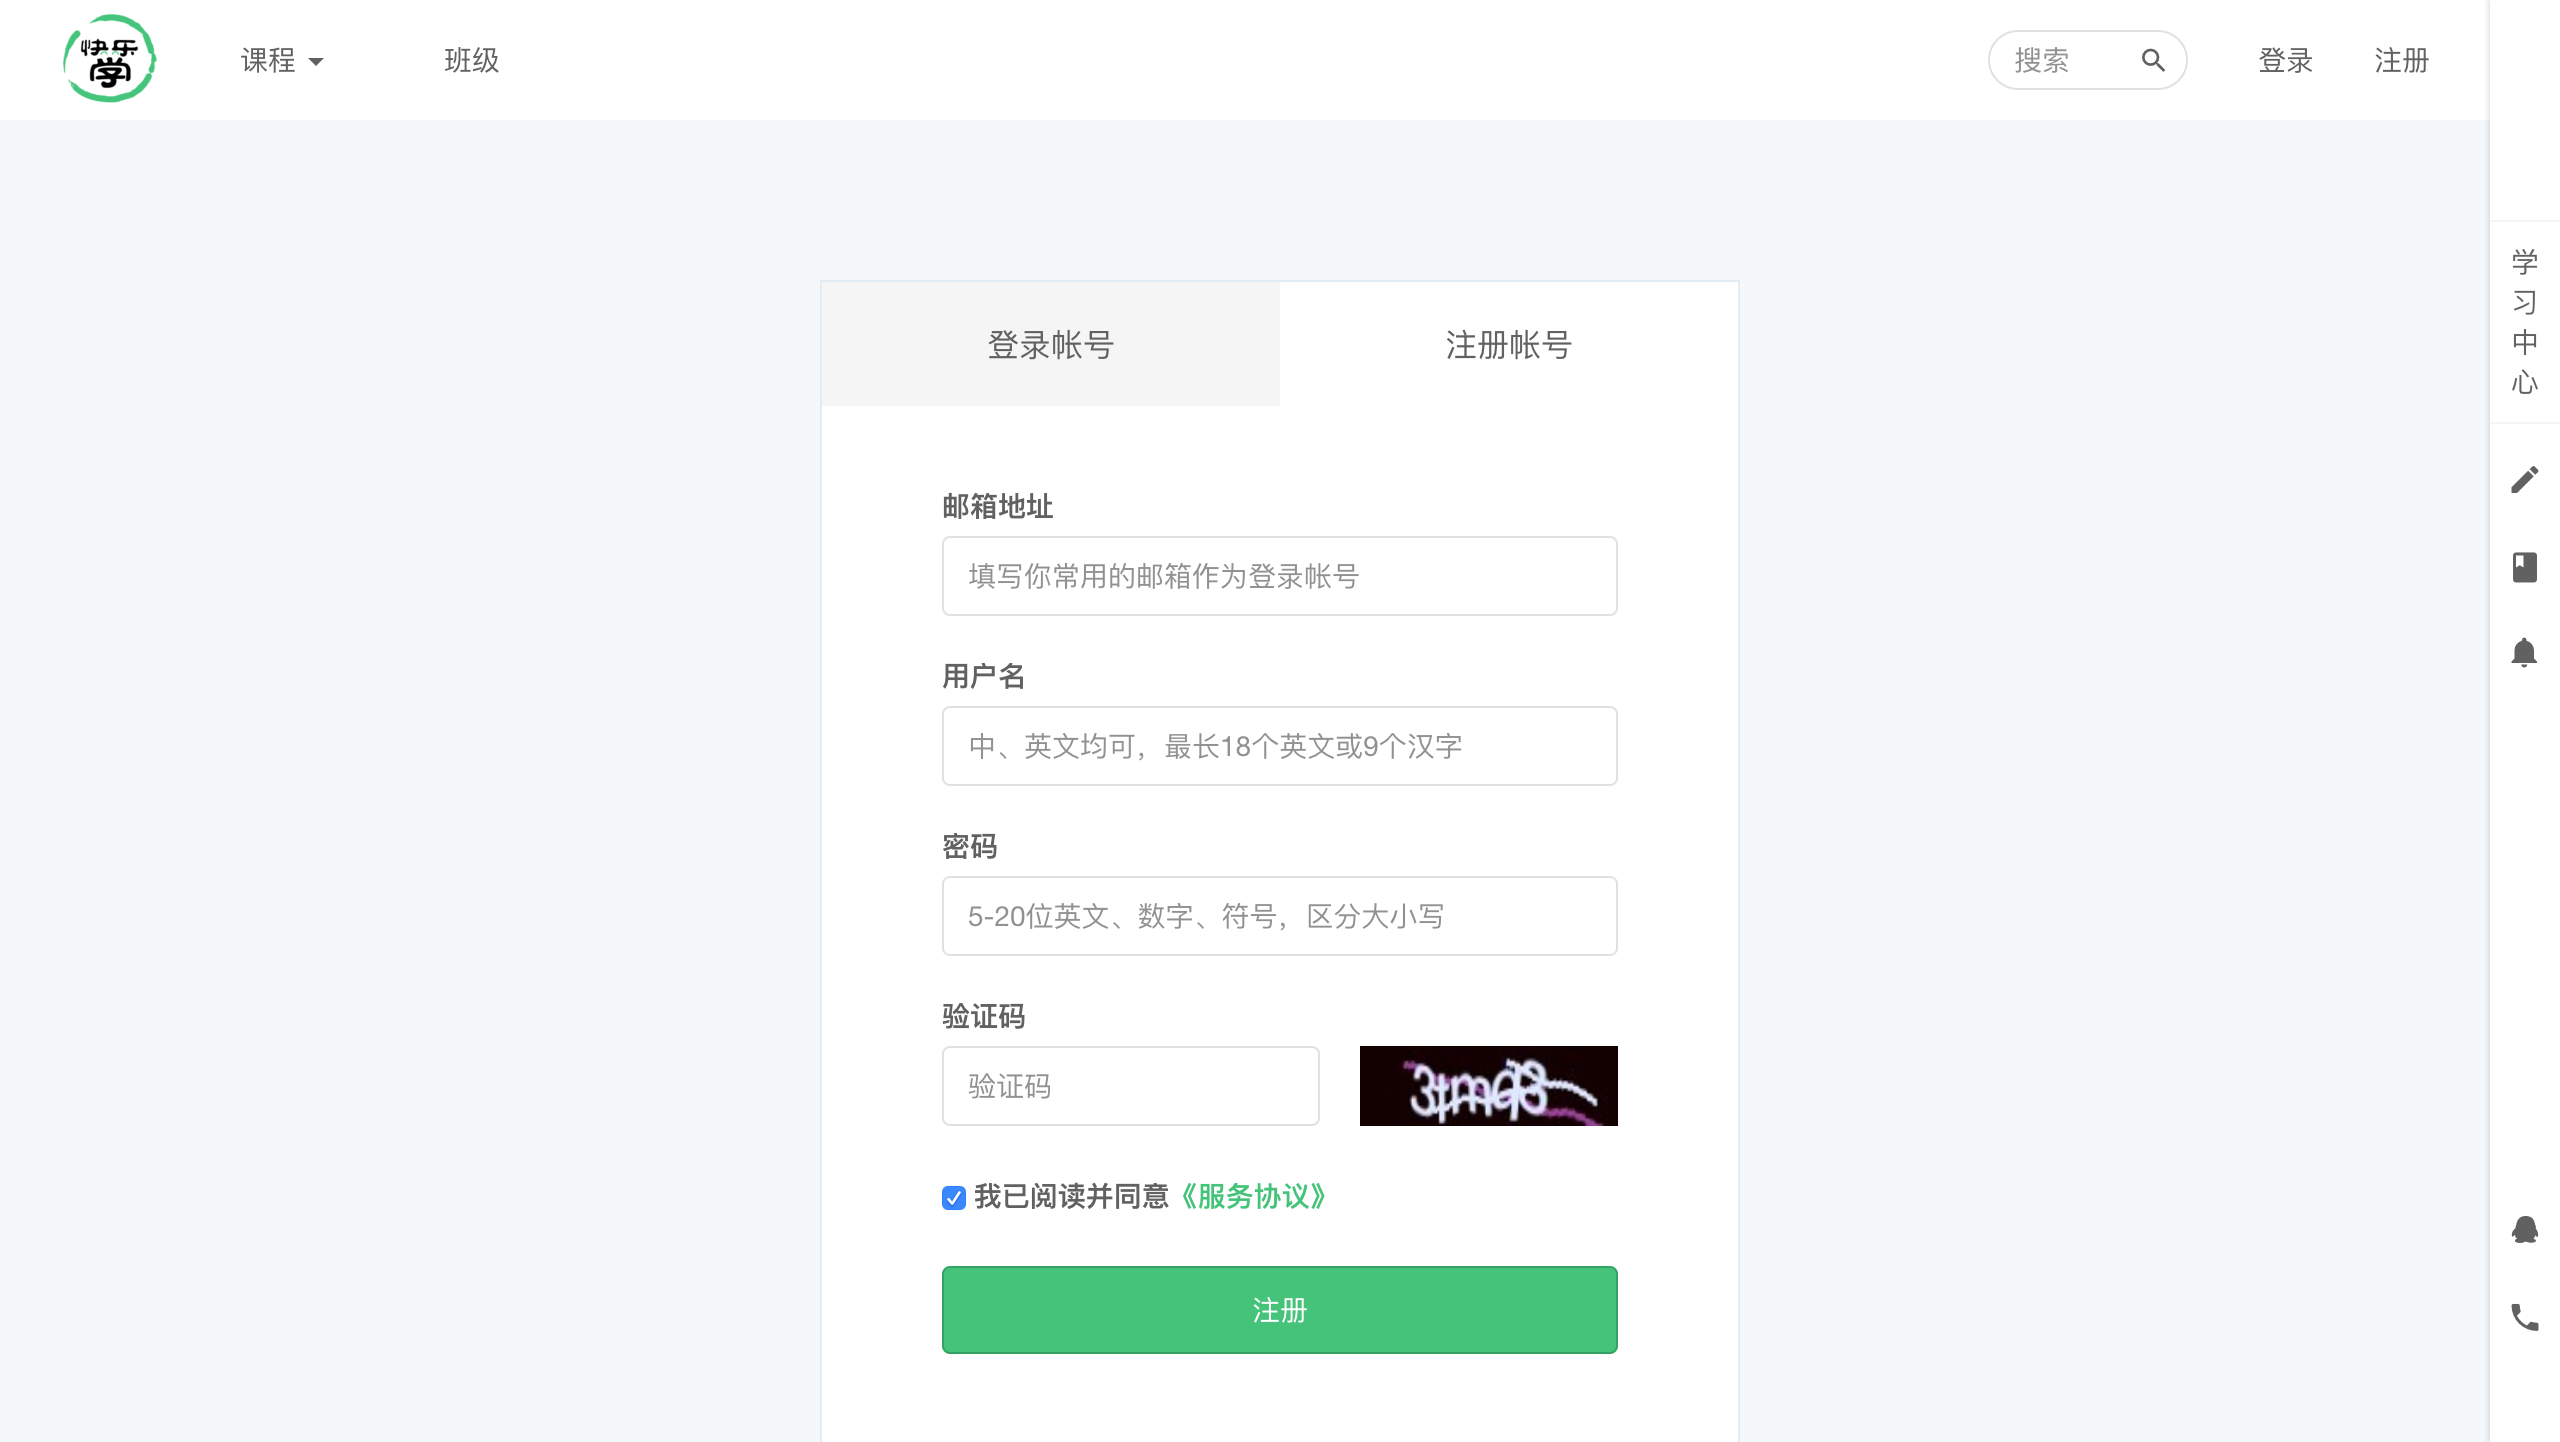 快乐
学
课程
班级
搜索
登录
注册
登录帐号
注册帐号
邮箱地址
填写你常用的邮箱作为登录帐号
用户名
中、英文均可，最长18个英文或9个汉字
密码
5-20位英文、数字、符号，区分大小写
验证码
验证码
我已阅读并同意《服务协议》
注册
学
习
中
心